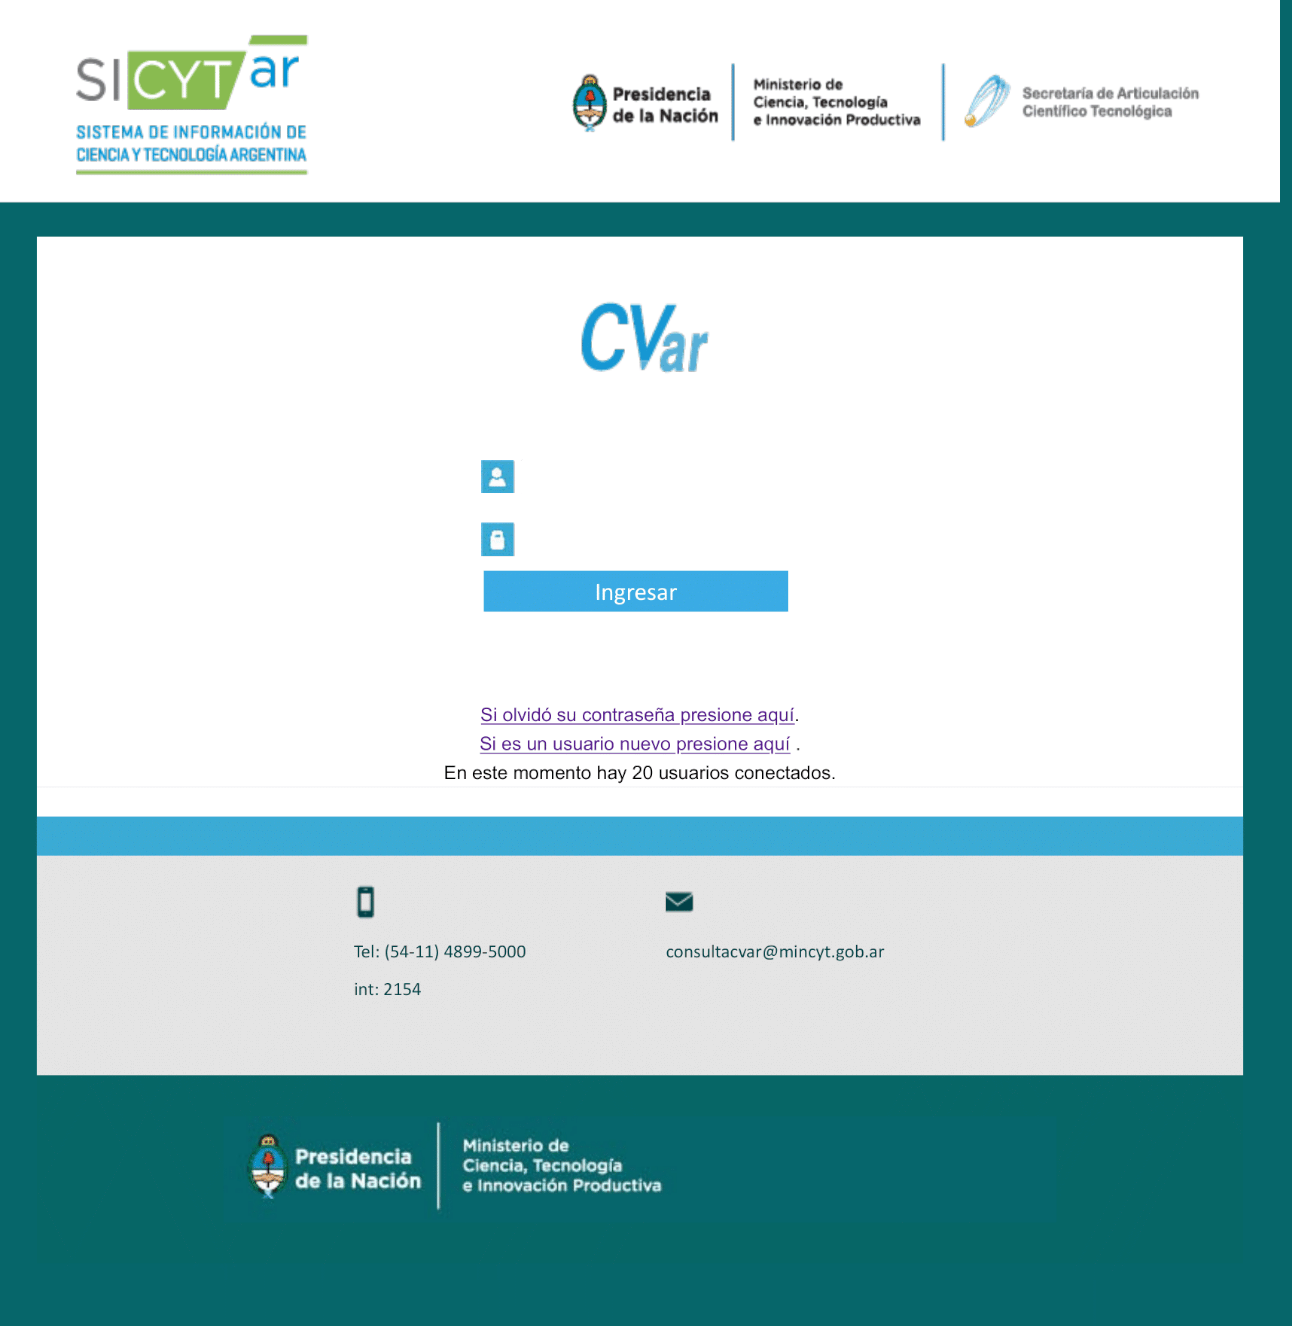 SICYTar
SISTEMA DE INFORMACIÓN DE
CIENCIA Y TECNOLOGÍA ARGENTINA
Presidencia
de la Nación
Ministerio de
Ciencia, Tecnología
e Innovación Productiva
Secretaría de Articulación
Científico Tecnológica
CVar
Ingresar
Si olvidó su contraseña presione aquí.
Si es un usuario nuevo presione aquí .
En este momento hay 20 usuarios conectados.
Tel: (54-11) 4899-5000
int: 2154
consultacvar@mincyt.gob.ar
Presidencia
de la Nación
Ministerio de
Ciencia, Tecnología
e Innovación Productiva